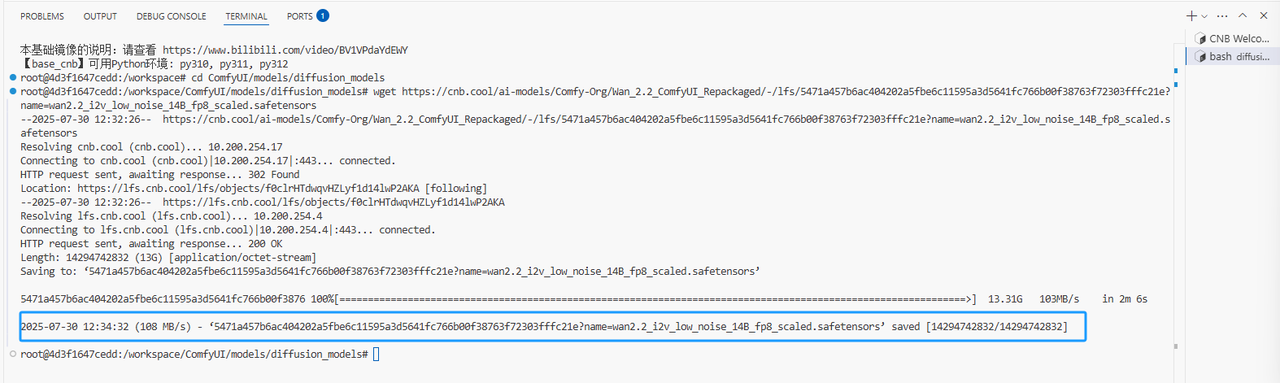 PROBLEMS OUTPUT DEBUG CONSOLE TERMINAL PORTS 1
本基础镜像的说明：请查看 https://www.bilibili.com/video/BV1VPdaYdEWY
【base_cnb】可用Python环境: py310, py311, py312
root@4d3f1647cedd:/workspace# cd ComfyUI/models/diffusion_models
root@4d3f1647cedd:/workspace/ComfyUI/models/diffusion_models# wget https://cnb.cool/ai-models/Comfy-Org/Wan_2.2_ComfyUI_Repackaged/-/lfs/5471a457b6ac404202a5fbe6c11595a3d5641fc766b00f38763f72303fffc21e?
name=wan2.2_i2v_low_noise_14B_fp8_scaled.safetensors
--2025-07-30 12:32:26--  https://cnb.cool/ai-models/Comfy-Org/Wan_2.2_ComfyUI_Repackaged/-/lfs/5471a457b6ac404202a5fbe6c11595a3d5641fc766b00f38763f72303fffc21e?name=wan2.2_i2v_low_noise_14B_fp8_scaled.s
afetensors
Resolving cnb.cool (cnb.cool)... 10.200.254.17
Connecting to cnb.cool (cnb.cool)|10.200.254.17|:443... connected.
HTTP request sent, awaiting response... 302 Found
Location: https://lfs.cnb.cool/lfs/objects/f0clrHTdwqvHZLyf1d14lwP2AKA [following]
--2025-07-30 12:32:26--  https://lfs.cnb.cool/lfs/objects/f0clrHTdwqvHZLyf1d14lwP2AKA
Resolving lfs.cnb.cool (lfs.cnb.cool)... 10.200.254.4
Connecting to lfs.cnb.cool (lfs.cnb.cool)|10.200.254.4|:443... connected.
HTTP request sent, awaiting response... 200 OK
Length: 14294742832 (13G) [application/octet-stream]
Saving to: ‘5471a457b6ac404202a5fbe6c11595a3d5641fc766b00f38763f72303fffc21e?name=wan2.2_i2v_low_noise_14B_fp8_scaled.safetensors’
5471a457b6ac404202a5fbe6c11595a3d5641fc766b00f3876 100%[=================================================================================================================>]  13.31G   103MB/s    in 2m 6s
2025-07-30 12:34:32 (108 MB/s) - ‘5471a457b6ac404202a5fbe6c11595a3d5641fc766b00f38763f72303fffc21e?name=wan2.2_i2v_low_noise_14B_fp8_scaled.safetensors’ saved [14294742832/14294742832]
root@4d3f1647cedd:/workspace/ComfyUI/models/diffusion_models#
CNB Welco...
bash diffusi...